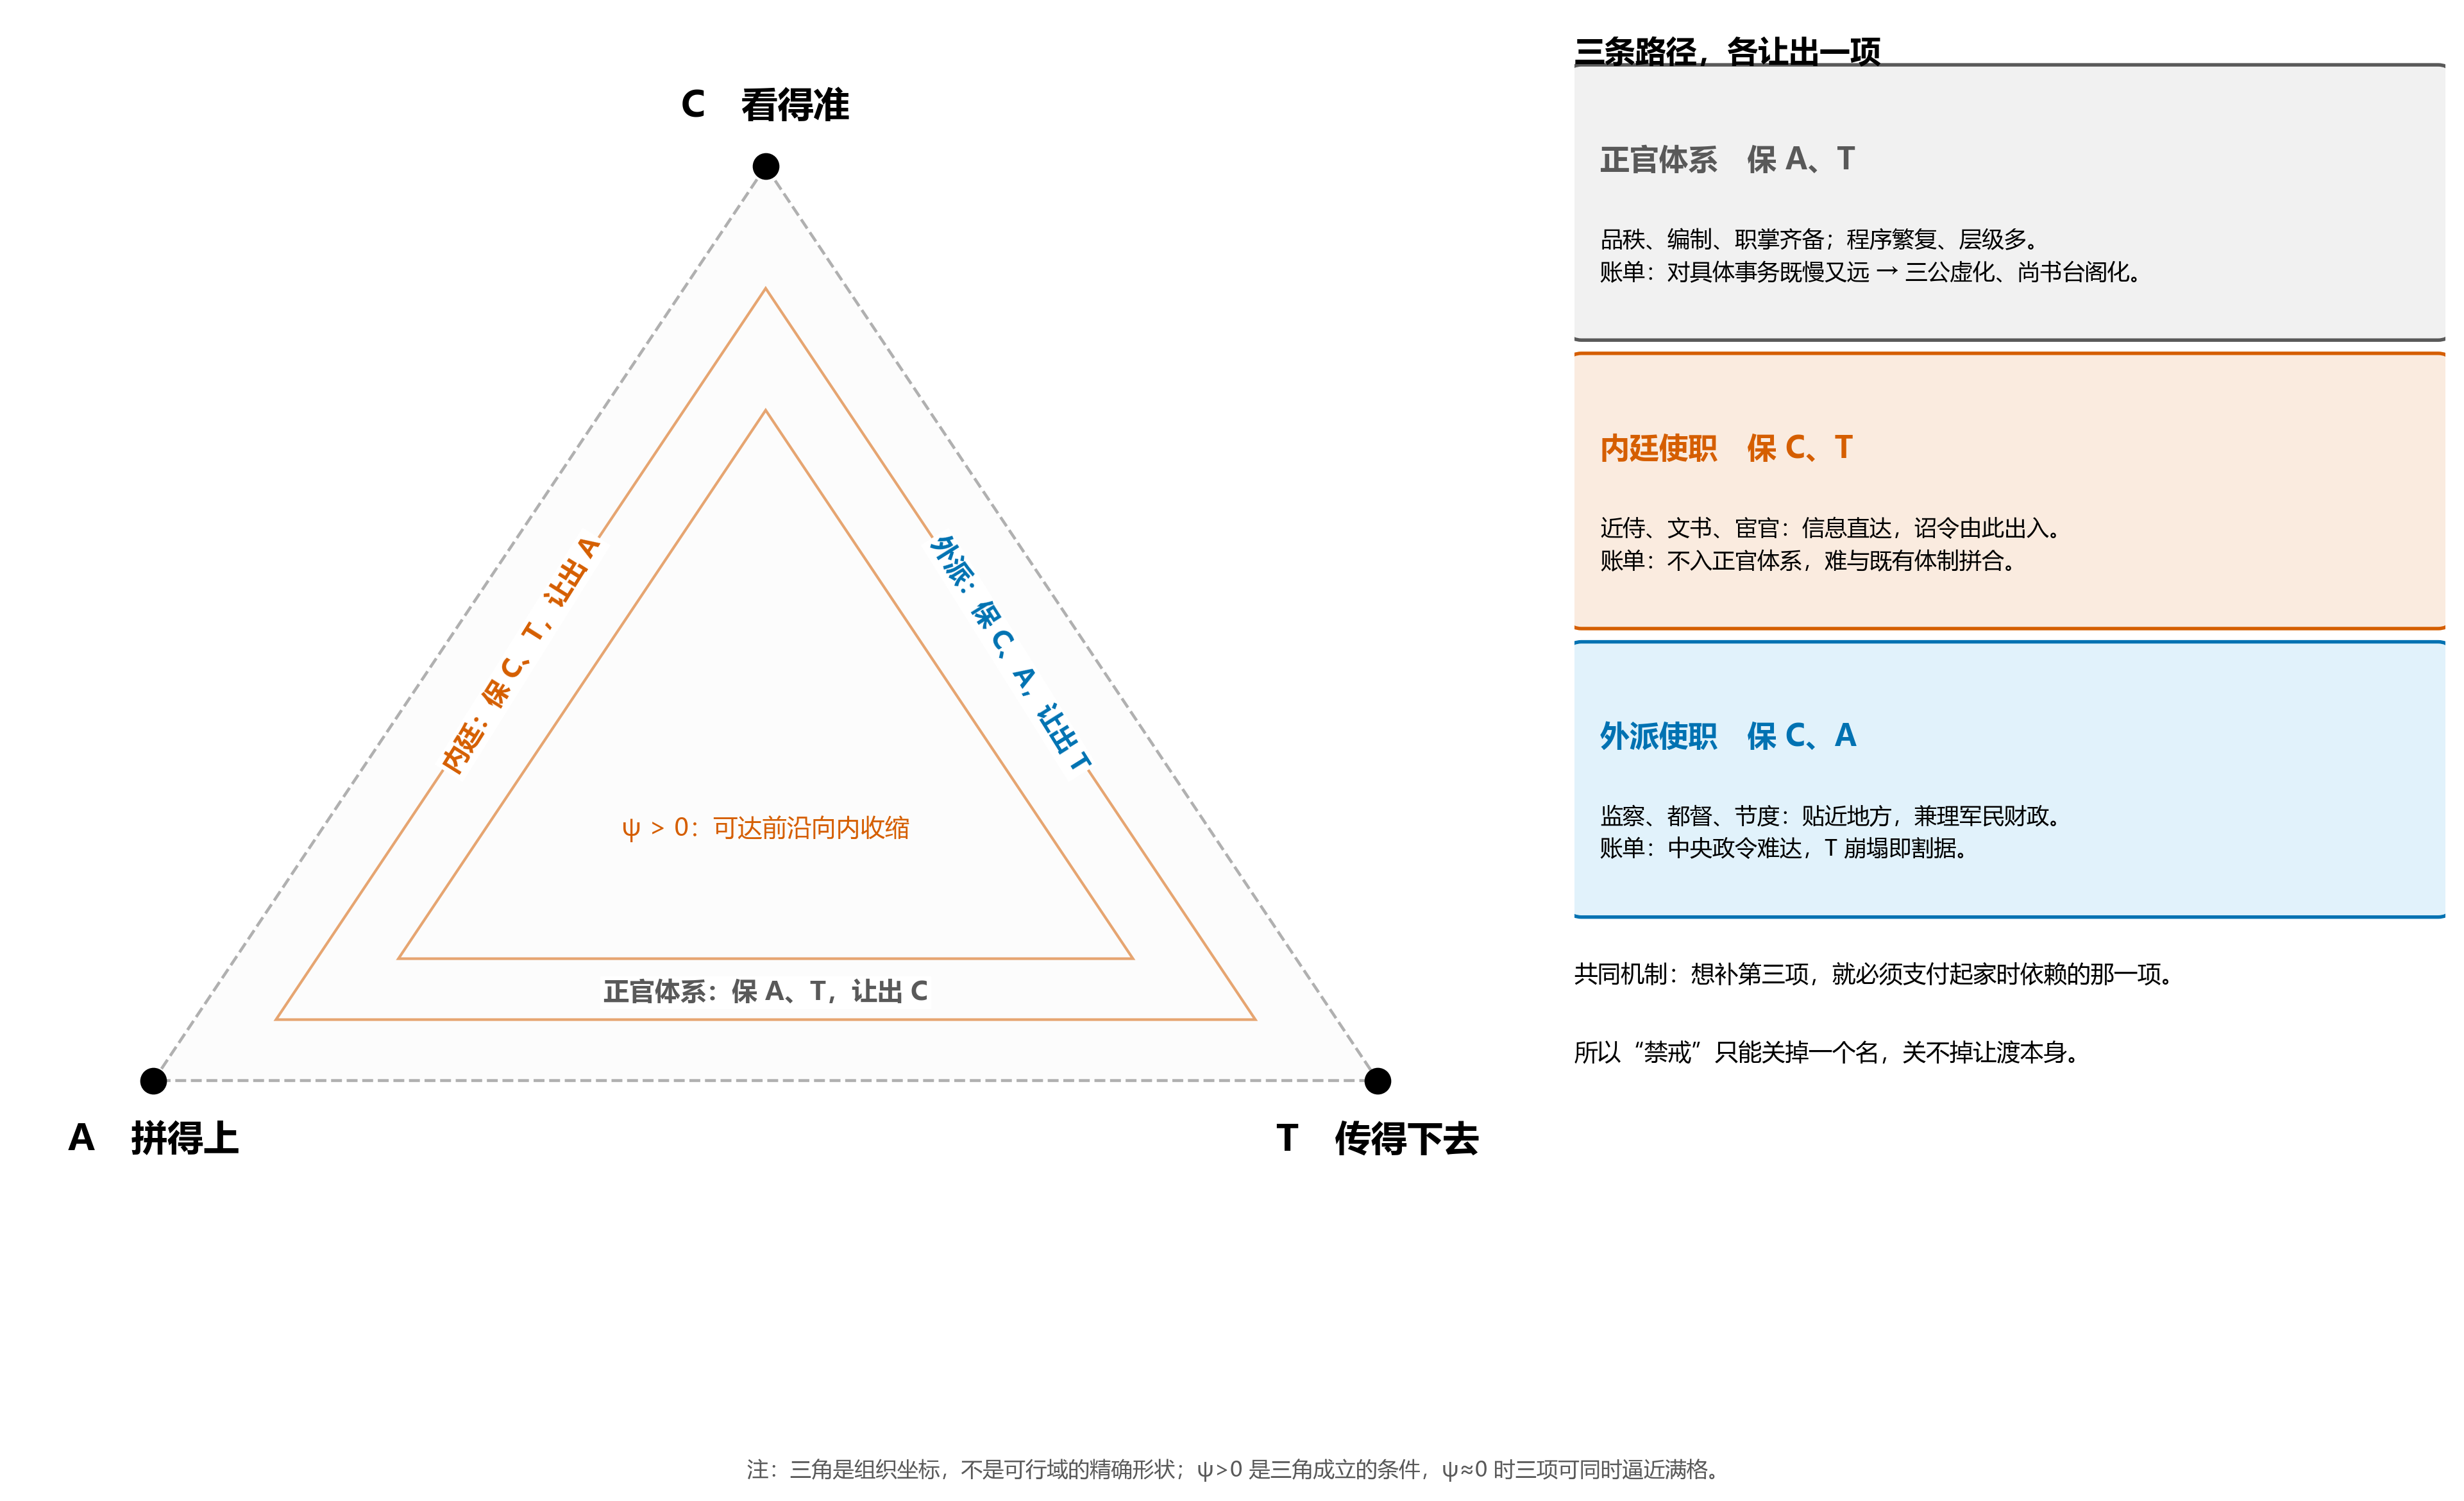 C 看得准
内廷：保 C、T，让出 A
外派：保 C、A，让出 T
ψ > 0：可达前沿向内收缩
正官体系：保 A、T，让出 C
A 拼得上
T 传得下去
三条路径，各让出一项
正官体系 保 A、T
品秩、编制、职掌齐备；程序繁复、层级多。
账单：对具体事务既慢又远 → 三公虚化、尚书台阁化。
内廷使职 保 C、T
近侍、文书、宦官：信息直达，诏令由此出入。
账单：不入正官体系，难与既有体制拼合。
外派使职 保 C、A
监察、都督、节度：贴近地方，兼理军民财政。
账单：中央政令难达，T 崩塌即割据。
共同机制：想补第三项，就必须支付起家时依赖的那一项。
所以“禁戒”只能关掉一个名，关不掉让渡本身。
注：三角是组织坐标，不是可行域的精确形状；ψ>0 是三角成立的条件，ψ≈0 时三项可同时逼近满格。